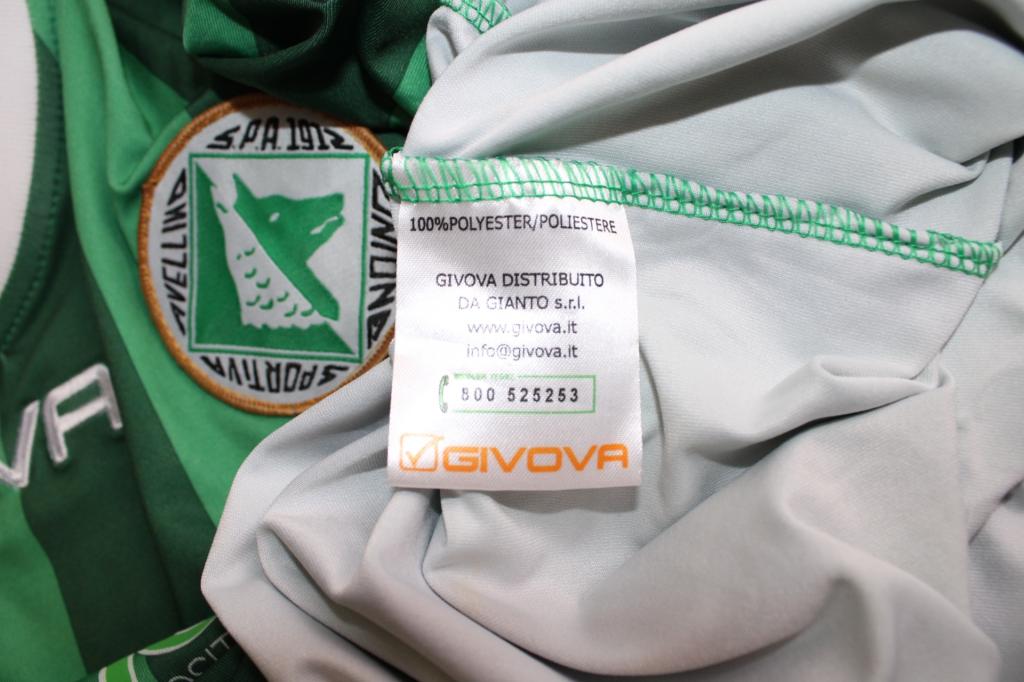 S.P.A. 1912
AVELLINO
UNIONE
SPORTIVA
VA
100%POLYESTER/POLIESTERE
GIVOVA DISTRIBUITO
DA GIANTO s.r.l.
www.givova.it
info@givova.it
800 525253
GIVOVA